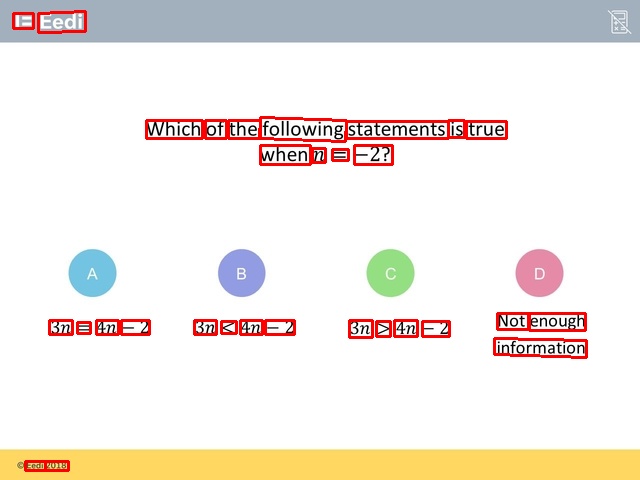 Eedi
Which of the following statements is true
when n = −2?
A
B
C
D
3n = 4n − 2
3n < 4n − 2
3n > 4n − 2
Not enough
information
© Eedi 2018